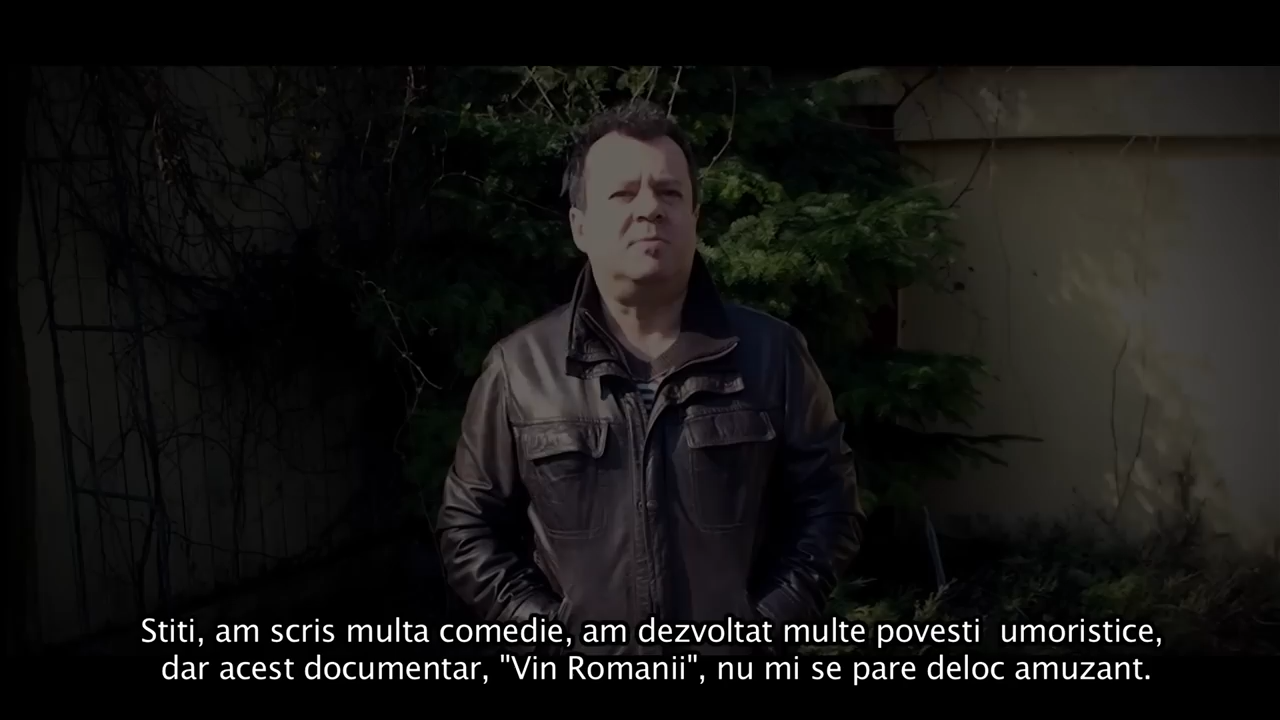 Stiti, am scris multa comedie, am dezvoltat multe povesti umoristice,
dar acest documentar, "Vin Romanii", nu mi se pare deloc amuzant.